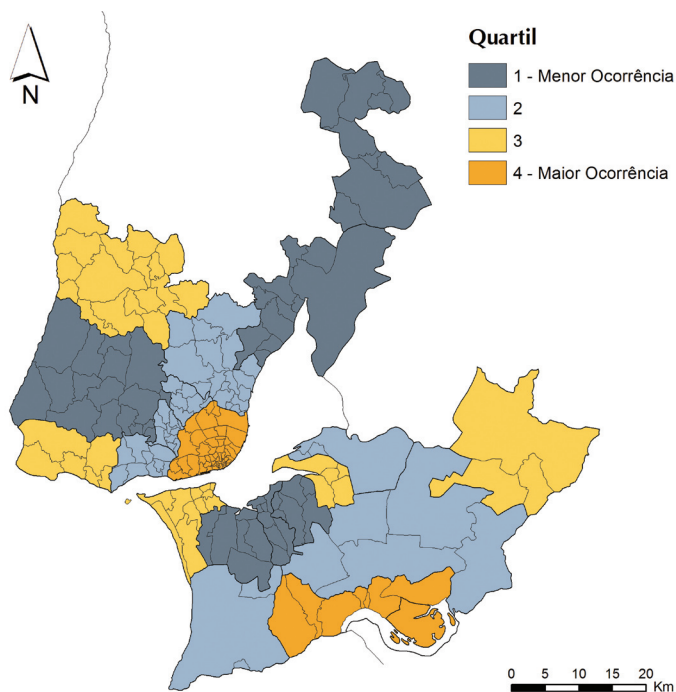 N
Quartil
1 - Menor Ocorrência
2
3
4 - Maior Ocorrência
0 5 10 15 20
Km